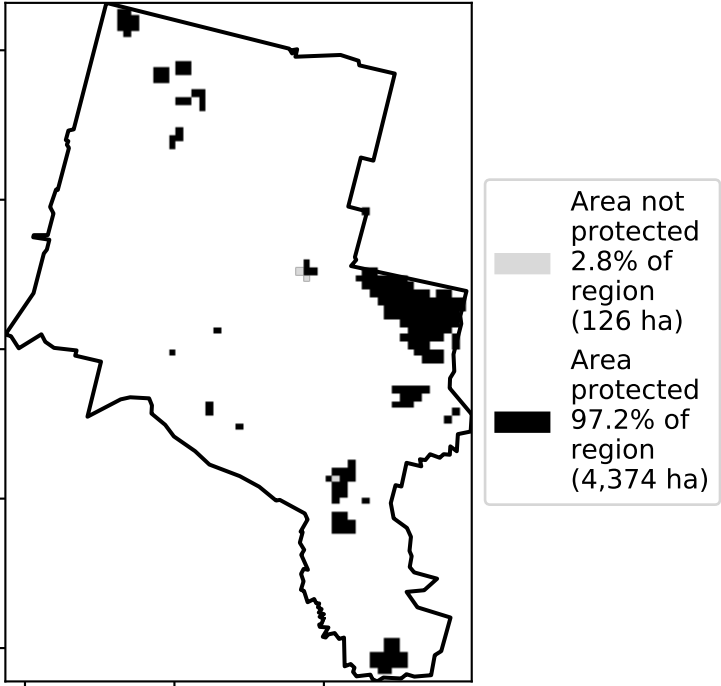 Area not
protected
2.8% of
region
(126 ha)
Area
protected
97.2% of
region
(4,374 ha)